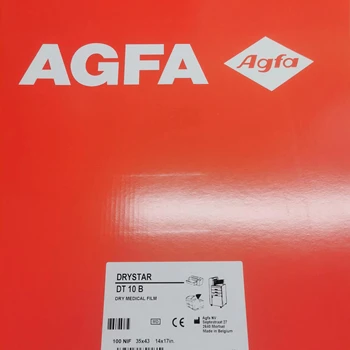 AGFA
Agfa
DRYSTAR
DT 10 B
DRY MEDICAL FILM
CE
Agfa NV
Septestraat 27
2640 Mortsel
Made in Belgium
100 NIF 35x43 14x17in.